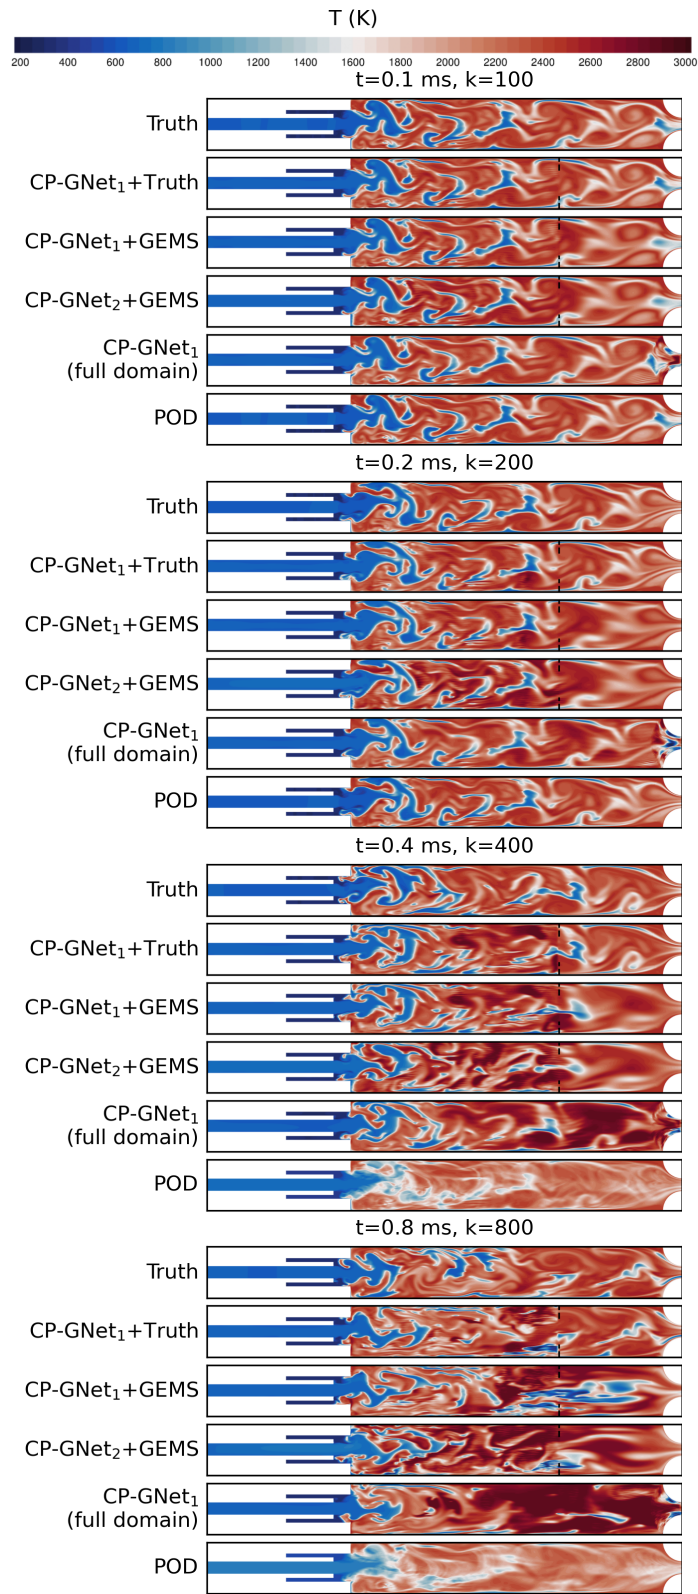 T (K)
200 400 600 800 1000 1200 1400 1600 1800 2000 2200 2400 2600 2800 3000
t=0.1 ms, k=100
Truth
CP-GNet₁+Truth
CP-GNet₁+GEMS
CP-GNet₂+GEMS
CP-GNet₁
(full domain)
POD
t=0.2 ms, k=200
Truth
CP-GNet₁+Truth
CP-GNet₁+GEMS
CP-GNet₂+GEMS
CP-GNet₁
(full domain)
POD
t=0.4 ms, k=400
Truth
CP-GNet₁+Truth
CP-GNet₁+GEMS
CP-GNet₂+GEMS
CP-GNet₁
(full domain)
POD
t=0.8 ms, k=800
Truth
CP-GNet₁+Truth
CP-GNet₁+GEMS
CP-GNet₂+GEMS
CP-GNet₁
(full domain)
POD